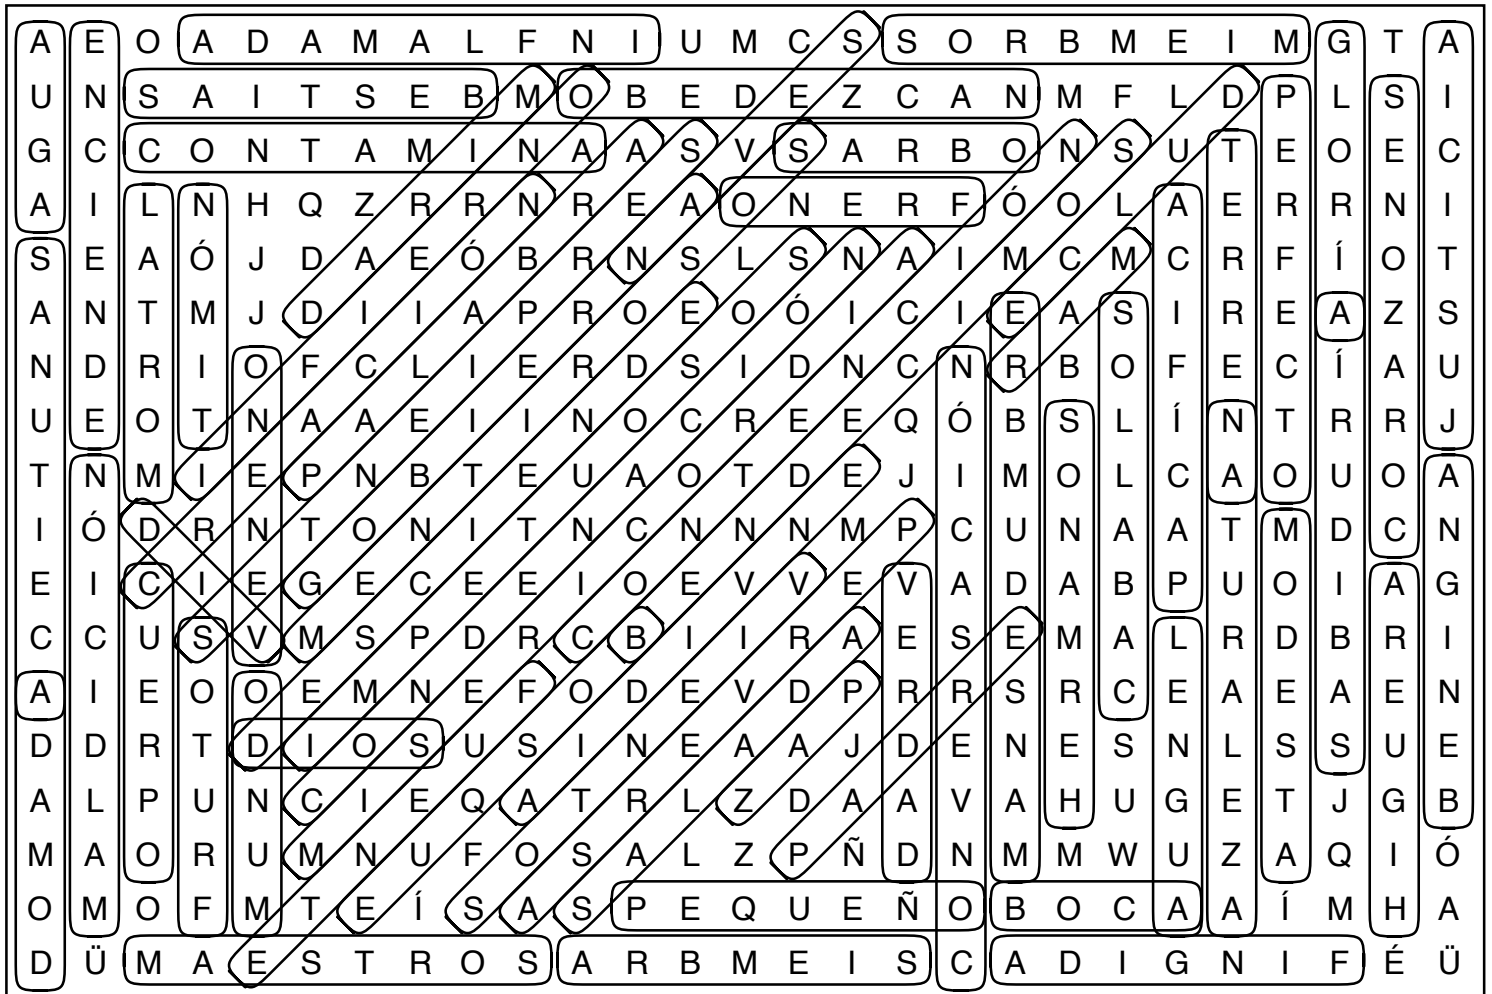 A E O A D A M A L F N I U M C S S O R B M E I M G T A
U N S A I T S E B M O B E D E Z C A N M F L D P L S I
G C C O N T A M I N A A S V S A R B O N S U T E O E C
A I L N H Q Z R R N R E A O N E R F Ó O L A E R R N I
S E A Ó J D A E Ó B R N S L S N A I M C M C R F Í O T
A N T M J D I I A P R O E O Ó I C I E A S I R E A Z S
N D R I O F C L I E R D S I D N C N R B O F E C Í A U
U E O T N A A E I I N O C R E E Q Ó B S L Í N T R R J
T N M I E P N B T E U A O T D E J I M O L C A O U O A
I Ó D R N T O N I T N C N N N M P C U N A A T M D C N
E I C I E G E C E E I O E V V E V A D A B P U O I A G
C C U S V M S P D R C B I I R A E S E M A L R D B R I
A I E O O E M N E F O D E V D P R R S R C E A E A E N
D D R T D I O S U S I N E A A J D E N E S N L S S U E
A L P U N C I E Q A T R L Z D A A V A H U G E T J G B
M A O R U M N U F O S A L Z P Ñ D N M M W U Z A Q I Ó
O M O F M T E Í S A S P E Q U E Ñ O B O C A A Í M H A
D Ü M A E S T R O S A R B M E I S C A D I G N I F É Ü